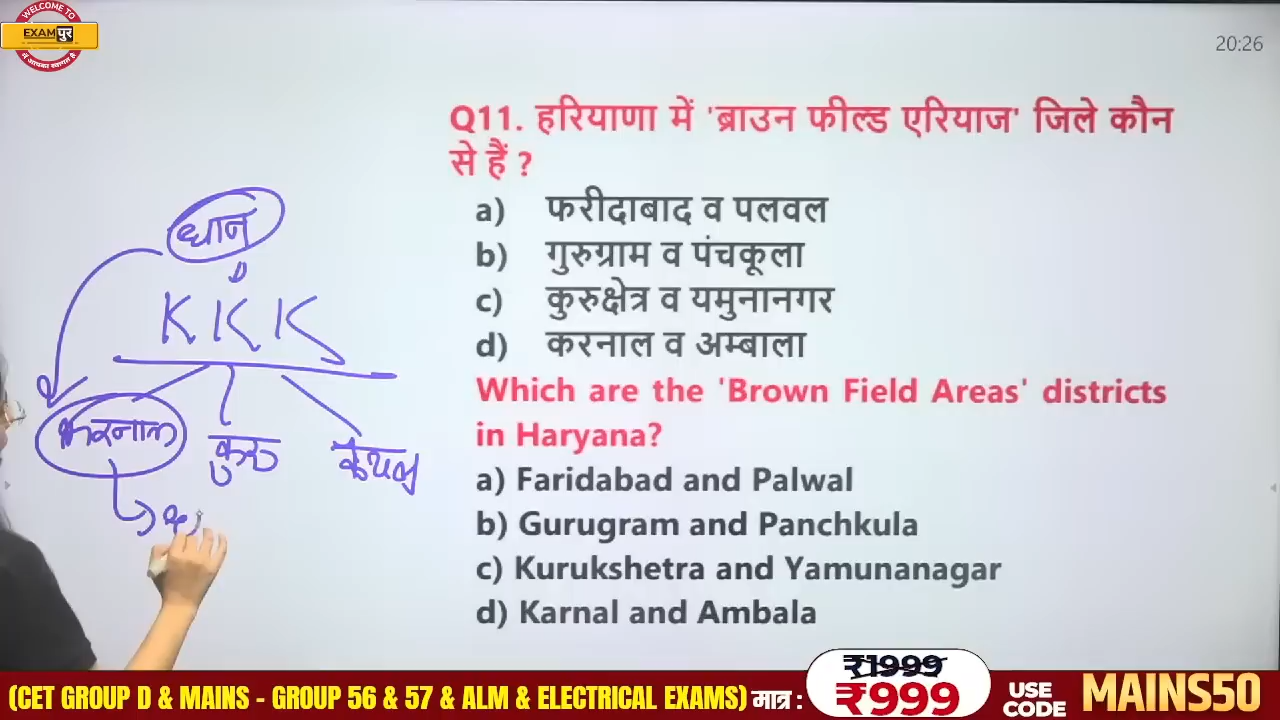 WELCOME TO
EXAMपुर
में आपका स्वागत है
20:26
Q11. हरियाणा में 'ब्राउन फील्ड एरियाज' जिले कौन
से हैं ?
a) फरीदाबाद व पलवल
b) गुरुग्राम व पंचकूला
c) कुरुक्षेत्र व यमुनानगर
d) करनाल व अम्बाला
Which are the 'Brown Field Areas' districts
in Haryana?
a) Faridabad and Palwal
b) Gurugram and Panchkula
c) Kurukshetra and Yamunanagar
d) Karnal and Ambala
धान
K K K
करनाल कुरु कैथल
(CET GROUP D & MAINS - GROUP 56 & 57 & ALM & ELECTRICAL EXAMS) मात्र :
₹1999
₹999
USE
CODE
MAINS50